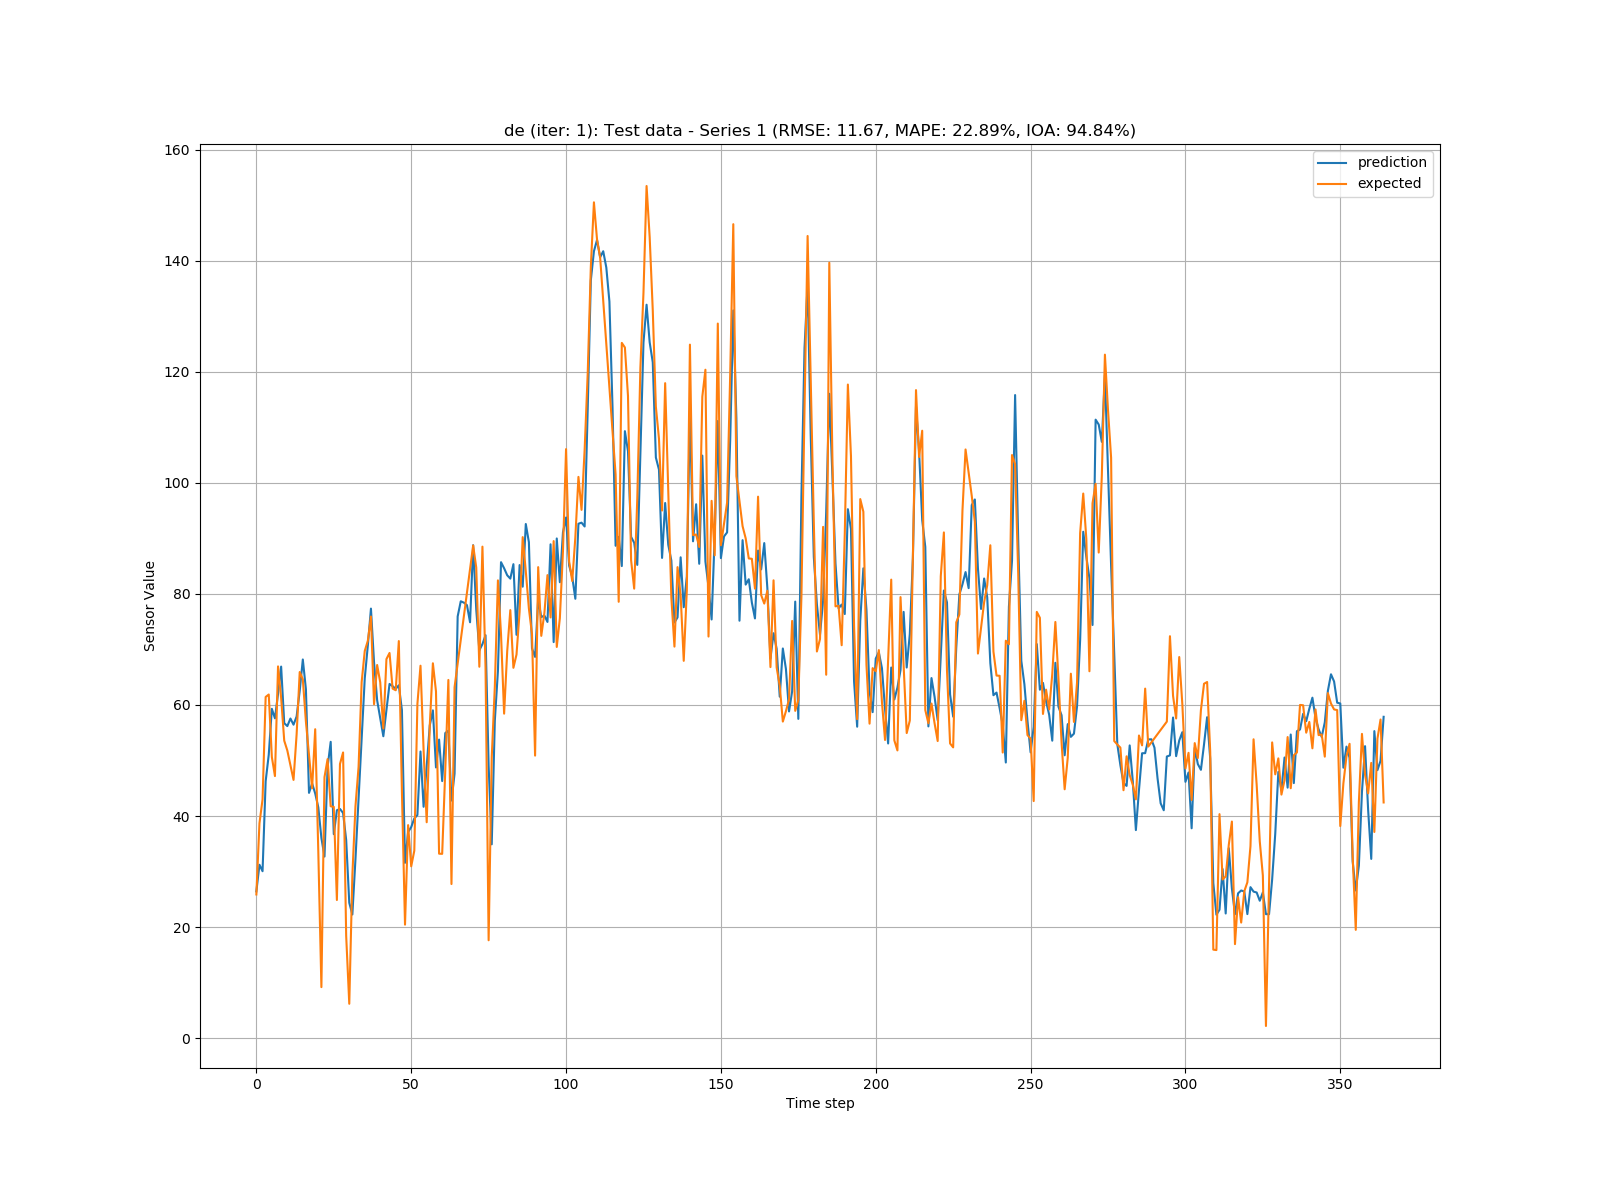 de (iter: 1): Test data - Series 1 (RMSE: 11.67, MAPE: 22.89%, IOA: 94.84%)
prediction
expected
160
140
120
100
80
60
40
20
0
Sensor Value
0 50 100 150 200 250 300 350
Time step